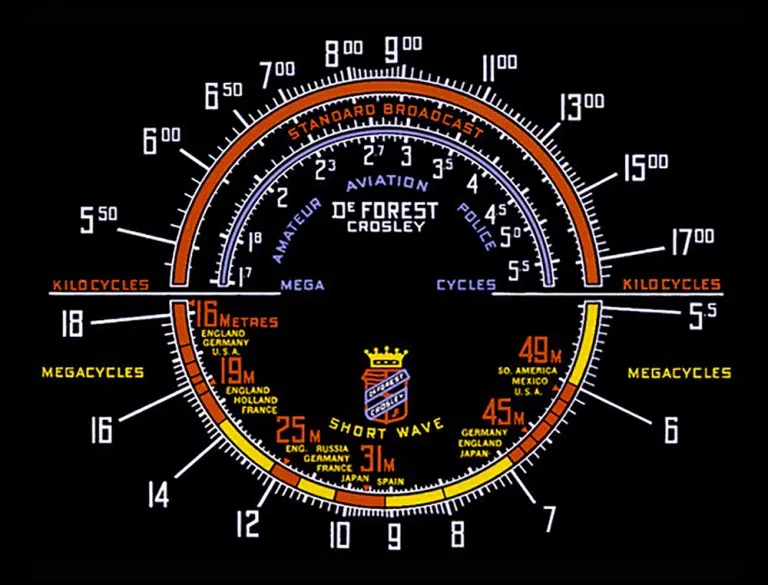 5⁵⁰
6⁰⁰
6⁵⁰
7⁰⁰
8⁰⁰
9⁰⁰
11⁰⁰
13⁰⁰
15⁰⁰
17⁰⁰
STANDARD BROADCAST
1⁷
1⁸
2
2³
2⁷
3
3⁵
4
4⁵
5⁰
5⁵
AMATEUR
AVIATION
POLICE
DE FOREST
CROSLEY
KILOCYCLES
MEGA
CYCLES
KILOCYCLES
18
16
14
12
10
9
8
7
6
5.5
MEGACYCLES
MEGACYCLES
16 METRES
ENGLAND
GERMANY
U.S.A.
19M
ENGLAND
HOLLAND
FRANCE
25M
ENG. RUSSIA
GERMANY
FRANCE
31M
JAPAN SPAIN
45M
GERMANY
ENGLAND
JAPAN
49M
SO. AMERICA
MEXICO
U.S.A.
DE FOREST
CROSLEY
SHORT WAVE